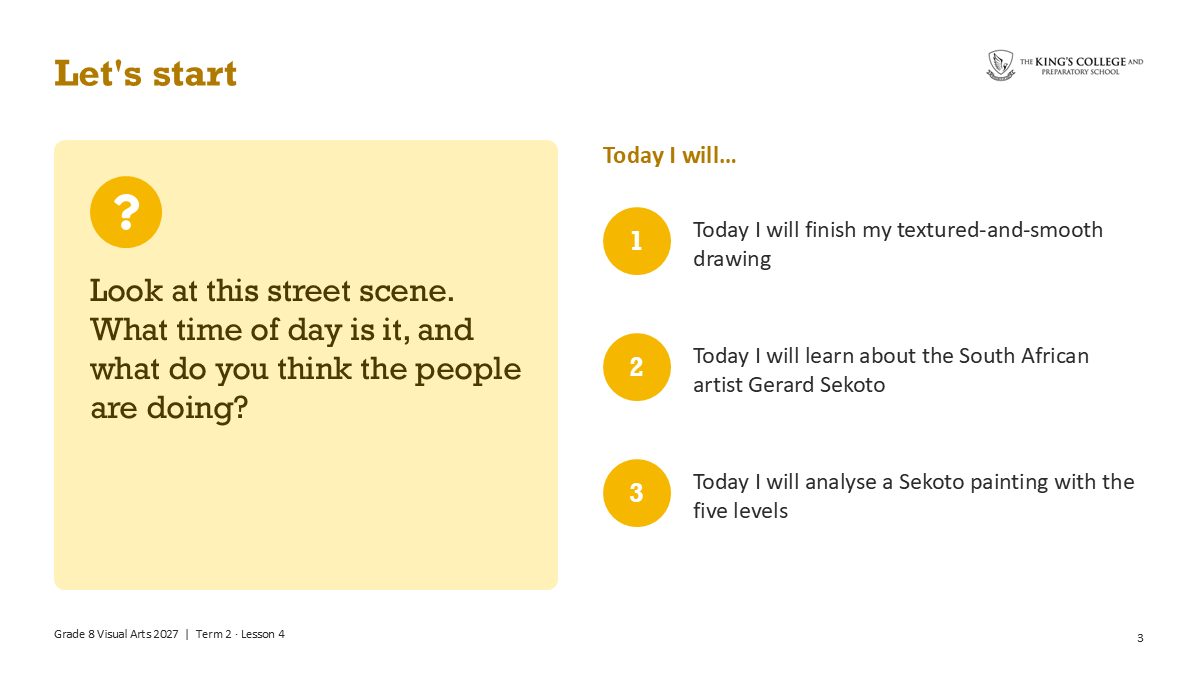 Let's start
THE KING'S COLLEGE AND
PREPARATORY SCHOOL
?
Look at this street scene.
What time of day is it, and
what do you think the people
are doing?
Today I will...
1
Today I will finish my textured-and-smooth
drawing
2
Today I will learn about the South African
artist Gerard Sekoto
3
Today I will analyse a Sekoto painting with the
five levels
Grade 8 Visual Arts 2027 | Term 2 · Lesson 4
3